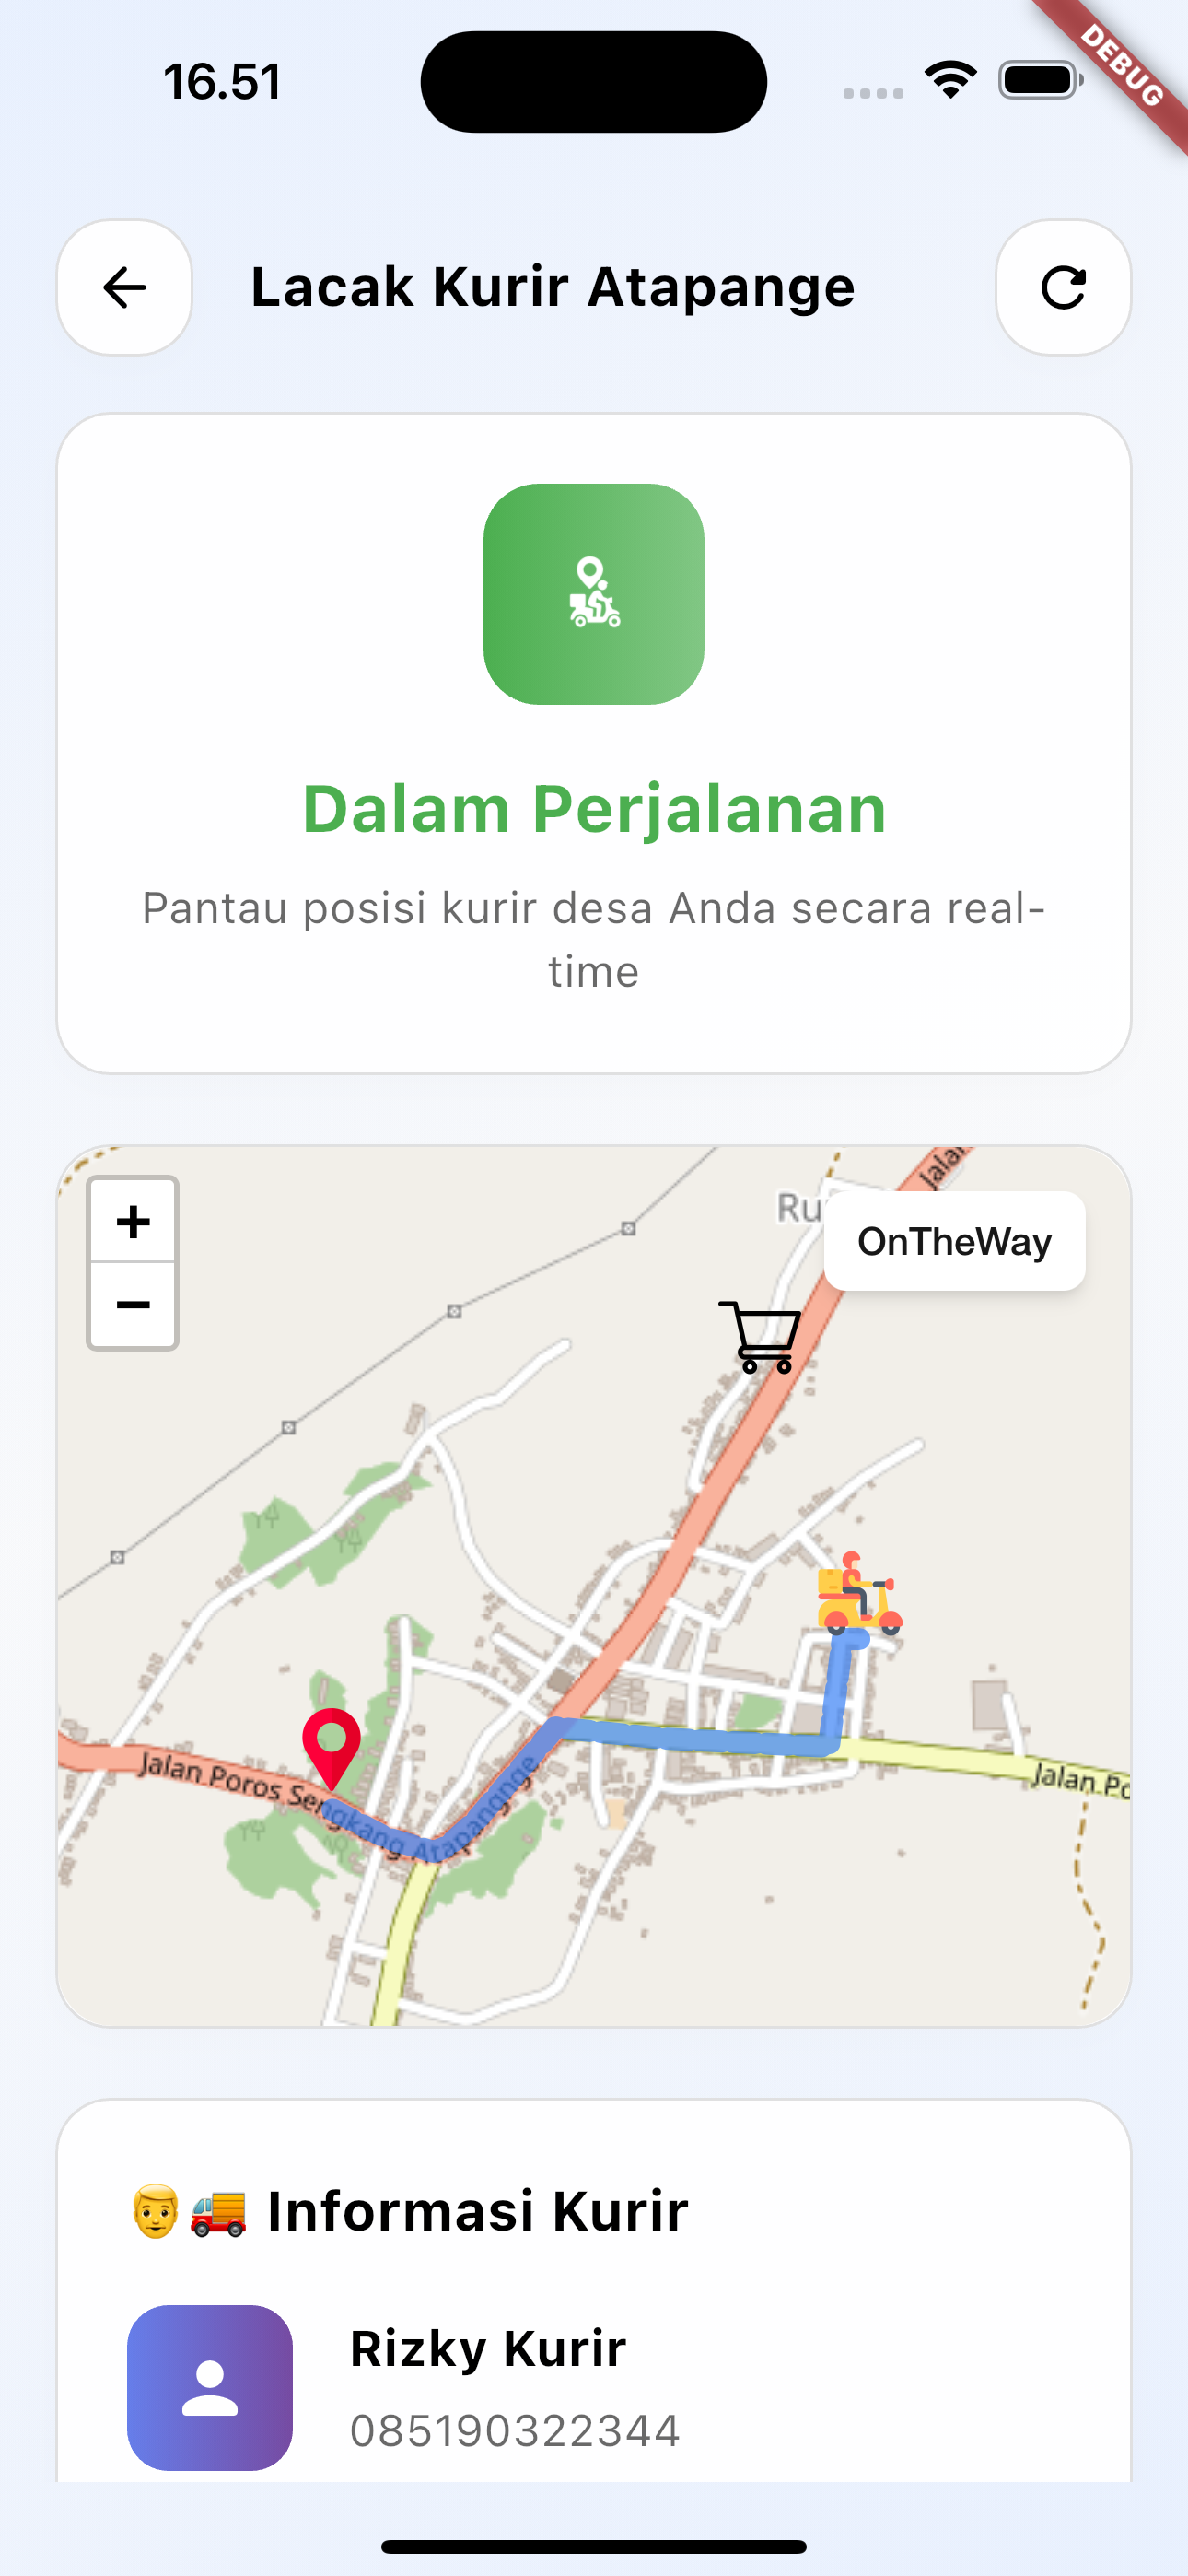 16.51
DEBUG
Lacak Kurir Atapange
Dalam Perjalanan
Pantau posisi kurir desa Anda secara real-
time
+
−
Ru
Jalan
OnTheWay
Jalan Poros Sengkang Atapangnge
Jalan Po
👨🚚 Informasi Kurir
Rizky Kurir
085190322344